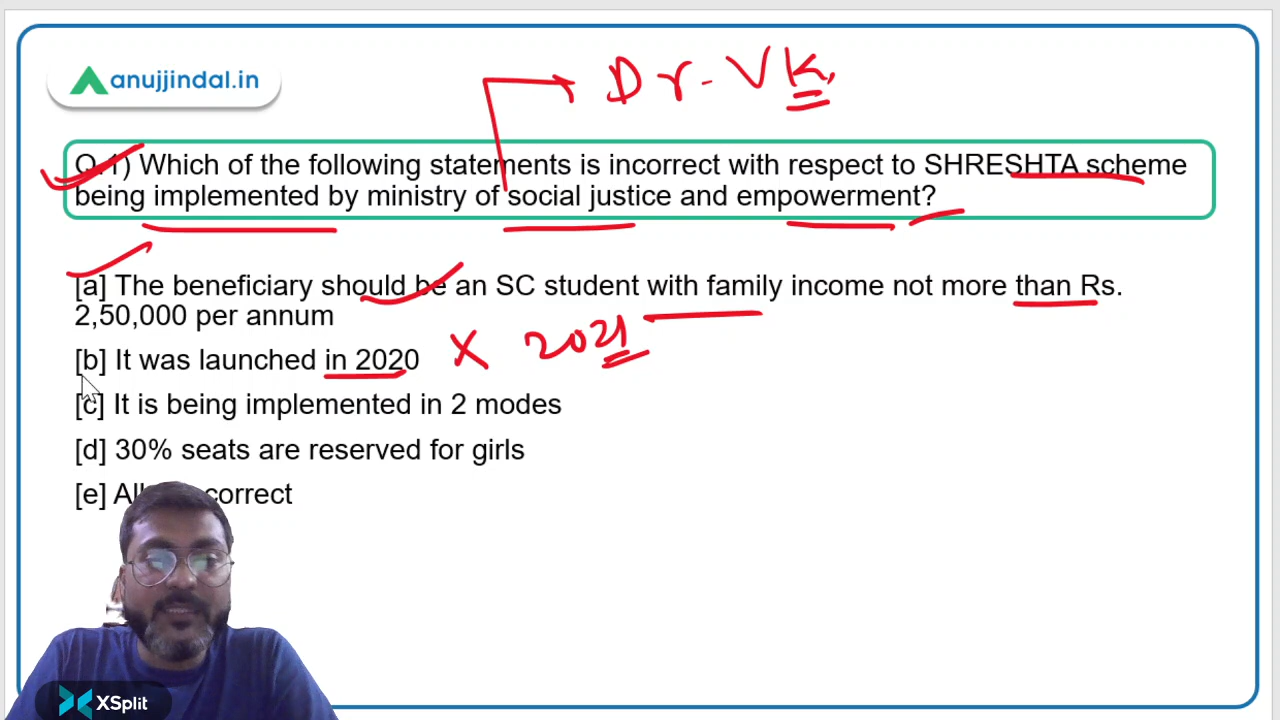 anujjindal.in
Dr. VK.
Q.1) Which of the following statements is incorrect with respect to SHRESHTA scheme
being implemented by ministry of social justice and empowerment?
[a] The beneficiary should be an SC student with family income not more than Rs.
2,50,000 per annum
[b] It was launched in 2020 X 2021
[c] It is being implemented in 2 modes
[d] 30% seats are reserved for girls
[e] All correct
XSplit